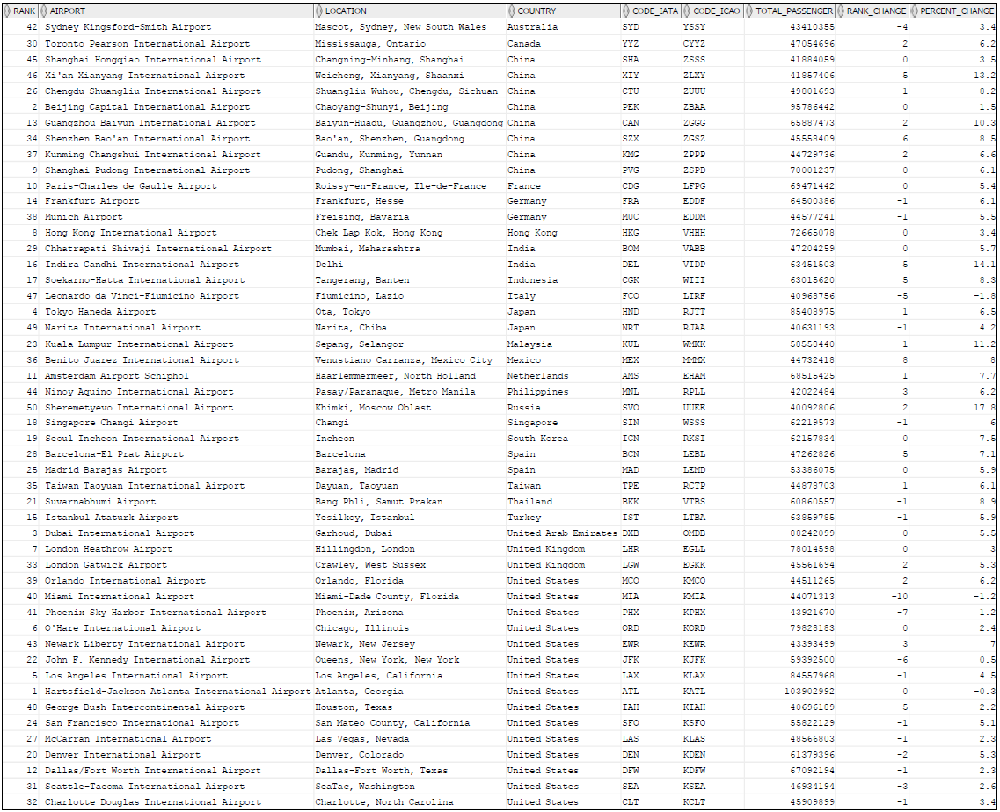 RANK AIRPORT LOCATION COUNTRY CODE_IATA CODE_ICAO TOTAL_PASSENGER RANK_CHANGE PERCENT_CHANGE
42 Sydney Kingsford-Smith Airport Mascot, Sydney, New South Wales Australia SYD YSSY 43410355 -4 3.4
30 Toronto Pearson International Airport Mississauga, Ontario Canada YYZ CYYZ 47054696 2 6.2
45 Shanghai Hongqiao International Airport Changning-Minhang, Shanghai China SHA ZSSS 41884059 0 3.5
46 Xi'an Xianyang International Airport Weicheng, Xianyang, Shaanxi China XIY ZLXY 41857406 5 13.2
26 Chengdu Shuangliu International Airport Shuangliu-Wuhou, Chengdu, Sichuan China CTU ZUUU 49801693 1 8.2
2 Beijing Capital International Airport Chaoyang-Shunyi, Beijing China PEK ZBAA 95786442 0 1.5
13 Guangzhou Baiyun International Airport Baiyun-Huadu, Guangzhou, Guangdong China CAN ZGGG 65887473 2 10.3
34 Shenzhen Bao'an International Airport Bao'an, Shenzhen, Guangdong China SZX ZGSZ 45558409 6 8.5
37 Kunming Changshui International Airport Guandu, Kunming, Yunnan China KMG ZPPP 44729736 2 6.6
9 Shanghai Pudong International Airport Pudong, Shanghai China PVG ZSPD 70001237 0 6.1
10 Paris-Charles de Gaulle Airport Roissy-en-France, Ile-de-France France CDG LFPG 69471442 0 5.4
14 Frankfurt Airport Frankfurt, Hesse Germany FRA EDDF 64500386 -1 6.1
38 Munich Airport Freising, Bavaria Germany MUC EDDM 44577241 -1 5.5
8 Hong Kong International Airport Chek Lap Kok, Hong Kong Hong Kong HKG VHHH 72665078 0 3.4
29 Chhatrapati Shivaji International Airport Mumbai, Maharashtra India BOM VABB 47204259 0 5.7
16 Indira Gandhi International Airport Delhi India DEL VIDP 63451503 5 14.1
17 Soekarno-Hatta International Airport Tangerang, Banten Indonesia CGK WIII 63015620 5 8.3
47 Leonardo da Vinci-Fiumicino Airport Fiumicino, Lazio Italy FCO LIRF 40968756 -5 -1.8
4 Tokyo Haneda Airport Ota, Tokyo Japan HND RJTT 85408975 1 6.5
49 Narita International Airport Narita, Chiba Japan NRT RJAA 40631193 -1 4.2
23 Kuala Lumpur International Airport Sepang, Selangor Malaysia KUL WMKK 58558440 1 11.2
36 Benito Juarez International Airport Venustiano Carranza, Mexico City Mexico MEX MMMX 44732418 8 8
11 Amsterdam Airport Schiphol Haarlemmermeer, North Holland Netherlands AMS EHAM 68515425 1 7.7
44 Ninoy Aquino International Airport Pasay/Paranaque, Metro Manila Philippines MNL RPLL 42022484 3 6.2
50 Sheremetyevo International Airport Khimki, Moscow Oblast Russia SVO UUEE 40092806 2 17.8
18 Singapore Changi Airport Changi Singapore SIN WSSS 62219573 -1 6
19 Seoul Incheon International Airport Incheon South Korea ICN RKSI 62157834 0 7.5
28 Barcelona-El Prat Airport Barcelona Spain BCN LEBL 47262826 5 7.1
25 Madrid Barajas Airport Barajas, Madrid Spain MAD LEMD 53386075 0 5.9
35 Taiwan Taoyuan International Airport Dayuan, Taoyuan Taiwan TPE RCTP 44878703 1 6.1
21 Suvarnabhumi Airport Bang Phli, Samut Prakan Thailand BKK VTBS 60860557 -1 8.9
15 Istanbul Ataturk Airport Yesilkoy, Istanbul Turkey IST LTBA 63859785 -1 5.9
3 Dubai International Airport Garhoud, Dubai United Arab Emirates DXB OMDB 88242099 0 5.5
7 London Heathrow Airport Hillingdon, London United Kingdom LHR EGLL 78014598 0 3
33 London Gatwick Airport Crawley, West Sussex United Kingdom LGW EGKK 45561694 2 5.3
39 Orlando International Airport Orlando, Florida United States MCO KMCO 44511265 2 6.2
40 Miami International Airport Miami-Dade County, Florida United States MIA KMIA 44071313 -10 -1.2
41 Phoenix Sky Harbor International Airport Phoenix, Arizona United States PHX KPHX 43921670 -7 1.2
6 O'Hare International Airport Chicago, Illinois United States ORD KORD 79828183 0 2.4
43 Newark Liberty International Airport Newark, New Jersey United States EWR KEWR 43393499 3 7
22 John F. Kennedy International Airport Queens, New York, New York United States JFK KJFK 59392500 -6 0.5
5 Los Angeles International Airport Los Angeles, California United States LAX KLAX 84557968 -1 4.5
1 Hartsfield-Jackson Atlanta International Airport Atlanta, Georgia United States ATL KATL 103902992 0 -0.3
48 George Bush Intercontinental Airport Houston, Texas United States IAH KIAH 40696189 -5 -2.2
24 San Francisco International Airport San Mateo County, California United States SFO KSFO 55822129 -1 5.1
27 McCarran International Airport Las Vegas, Nevada United States LAS KLAS 48566803 -1 2.3
20 Denver International Airport Denver, Colorado United States DEN KDEN 61379396 -2 5.3
12 Dallas/Fort Worth International Airport Dallas-Fort Worth, Texas United States DFW KDFW 67092194 -1 2.3
31 Seattle-Tacoma International Airport SeaTac, Washington United States SEA KSEA 46934194 -3 2.6
32 Charlotte Douglas International Airport Charlotte, North Carolina United States CLT KCLT 45909899 -1 3.4